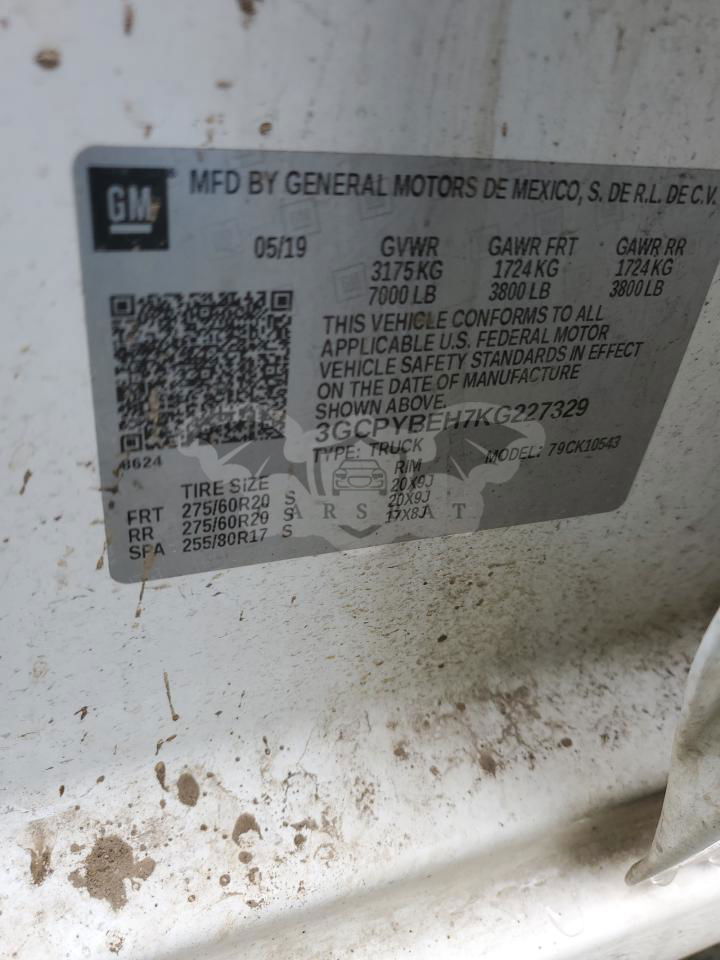 GM
MFD BY GENERAL MOTORS DE MEXICO, S. DE R.L. DE C.V.
05/19 GVWR GAWR FRT GAWR RR
3175 KG 1724 KG 1724 KG
7000 LB 3800 LB 3800 LB
THIS VEHICLE CONFORMS TO ALL
APPLICABLE U.S. FEDERAL MOTOR
VEHICLE SAFETY STANDARDS IN EFFECT
ON THE DATE OF MANUFACTURE
SHOWN ABOVE.
3GCPYBEH7KG227329
TYPE: TRUCK MODEL: 79CK10543
8624
TIRE SIZE RIM
FRT 275/60R20 S 20X9J
RR 275/60R20 S 20X9J
SPA 255/80R17 S 17X8J